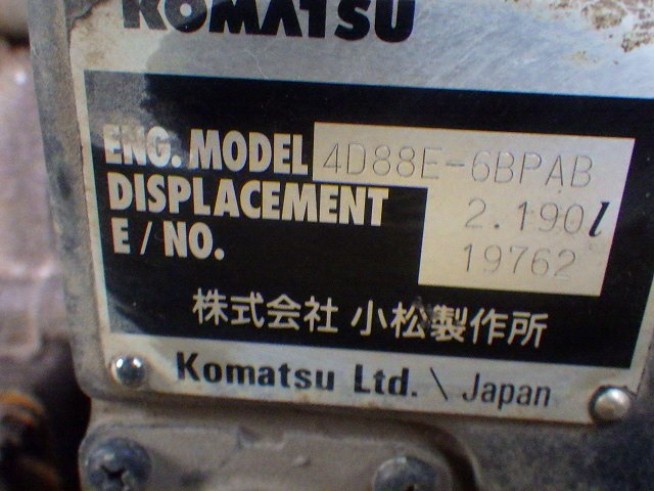 KOMATSU
ENG. MODEL 4D88E-6BPAB
DISPLACEMENT 2.190ℓ
E / NO. 19762
株式会社 小松製作所
Komatsu Ltd. \ Japan